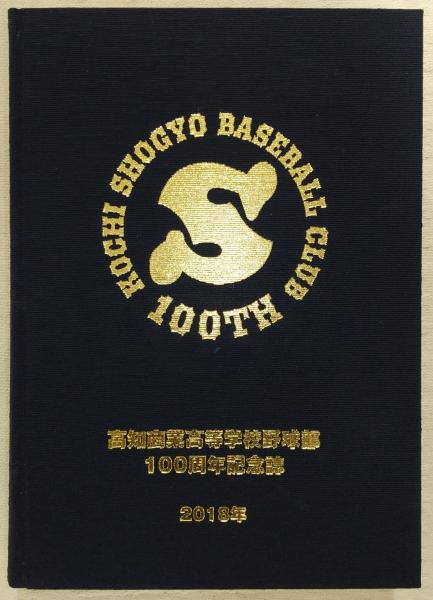 KOCHI SHOGYO BASEBALL CLUB
S
100TH
高知商業高等学校野球部
100周年記念誌
2018年